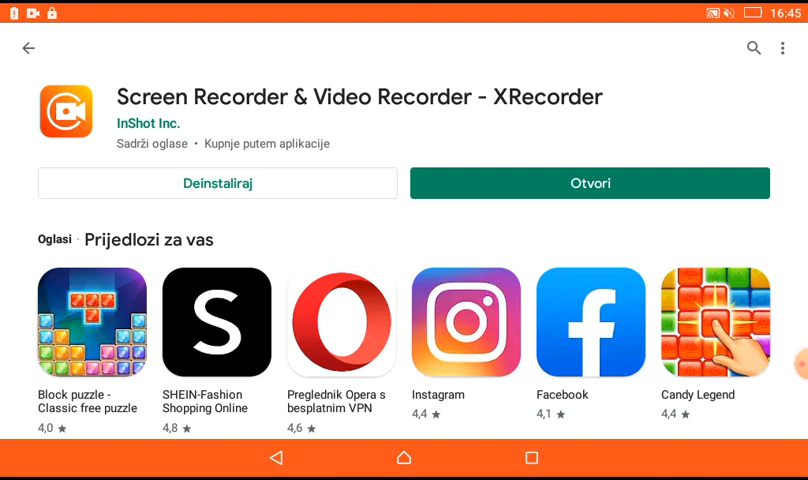 16:45
Screen Recorder & Video Recorder - XRecorder
InShot Inc.
Sadrži oglase • Kupnje putem aplikacije
Deinstaliraj
Otvori
Oglasi · Prijedlozi za vas
S
Block puzzle -
Classic free puzzle
4,0 ★
SHEIN-Fashion
Shopping Online
4,8 ★
Preglednik Opera s
besplatnim VPN
4,6 ★
Instagram
4,4 ★
Facebook
4,1 ★
Candy Legend
4,4 ★